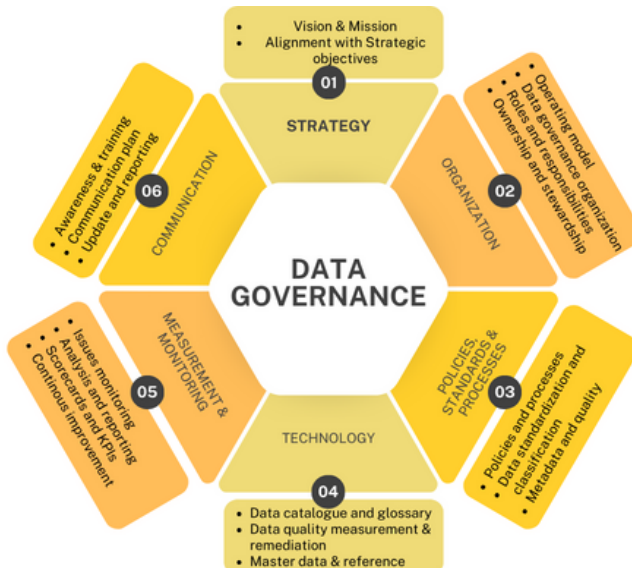 • Vision & Mission
• Alignment with Strategic
objectives
01
STRATEGY
• Operating model
• Data governance organization
• Roles and responsibilities
• Ownership and stewardship
02
ORGANIZATION
• Policies and processes
• Data standardization and
classification
• Metadata and quality
03
POLICIES,
STANDARDS &
PROCESSES
TECHNOLOGY
04
• Data catalogue and glossary
• Data quality measurement &
remediation
• Master data & reference
• Issues monitoring
• Analysis and reporting
• Scorecards and KPIs
• Continous improvement
05
MEASUREMENT &
MONITORING
• Awareness & training
• Communication plan
• Update and reporting
06
COMMUNICATION
DATA
GOVERNANCE